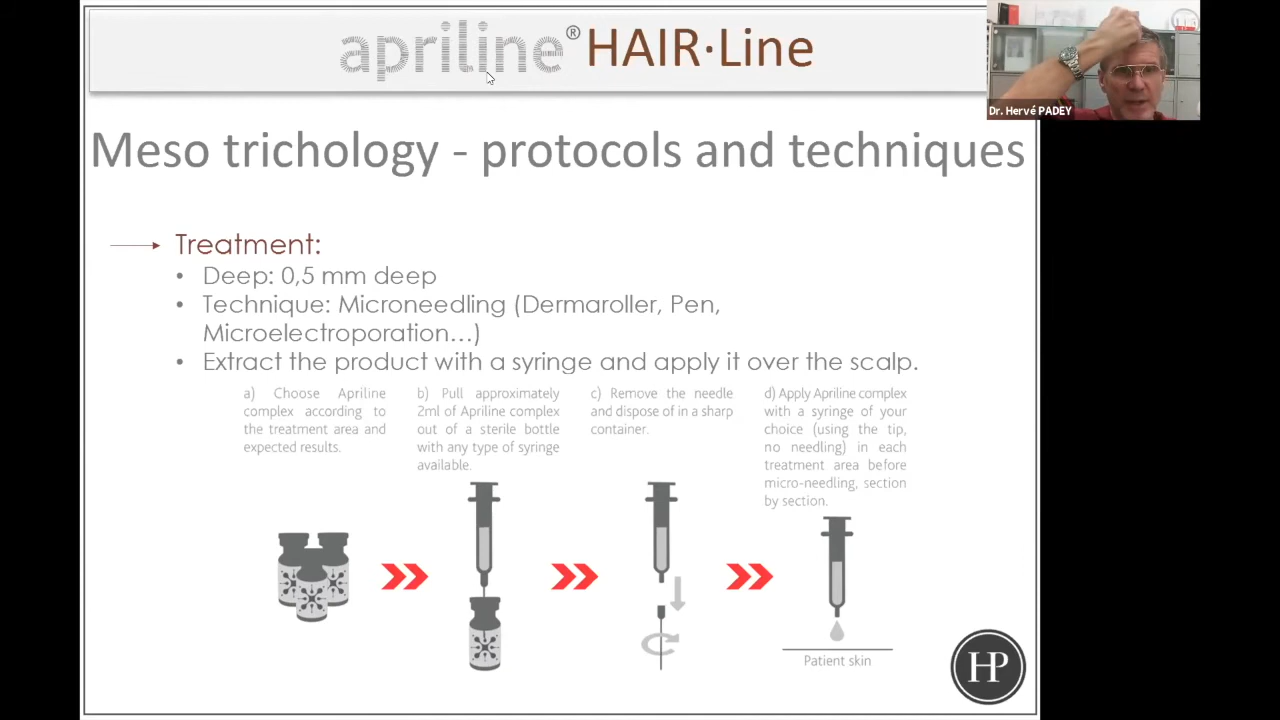 apriline® HAIR·Line
Dr. Hervé PADEY
Meso trichology - protocols and techniques
Treatment:
• Deep: 0,5 mm deep
• Technique: Microneedling (Dermaroller, Pen,
Microelectroporation…)
• Extract the product with a syringe and apply it over the scalp.
a) Choose Apriline
complex according to
the treatment area and
expected results.
b) Pull approximately
2ml of Apriline complex
out of a sterile bottle
with any type of syringe
available.
c) Remove the needle
and dispose of in a sharp
container.
d) Apply Apriline complex
with a syringe of your
choice (using the tip,
no needling) in each
treatment area before
micro-needling, section
by section.
Patient skin
HP